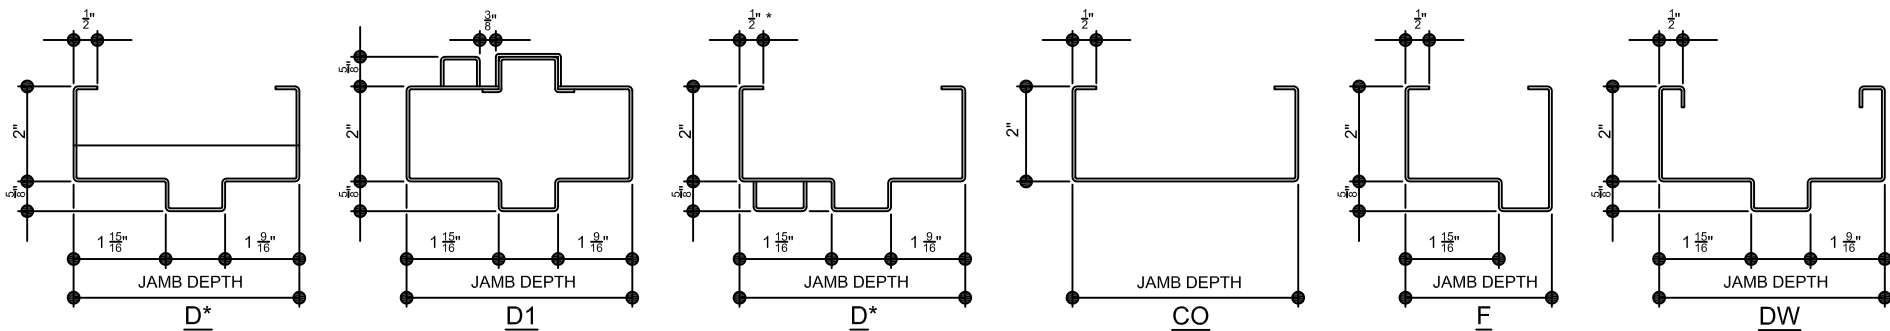 1/2"
2"
5/8"
1 15/16"
1 9/16"
JAMB DEPTH
D*
3/8"
5/8"
2"
5/8"
1 15/16"
1 9/16"
JAMB DEPTH
D1
1/2" *
2"
5/8"
1 15/16"
1 9/16"
JAMB DEPTH
D*
1/2"
2"
JAMB DEPTH
CO
1/2"
2"
5/8"
1 15/16"
JAMB DEPTH
F
1/2"
2"
5/8"
1 15/16"
1 9/16"
JAMB DEPTH
DW